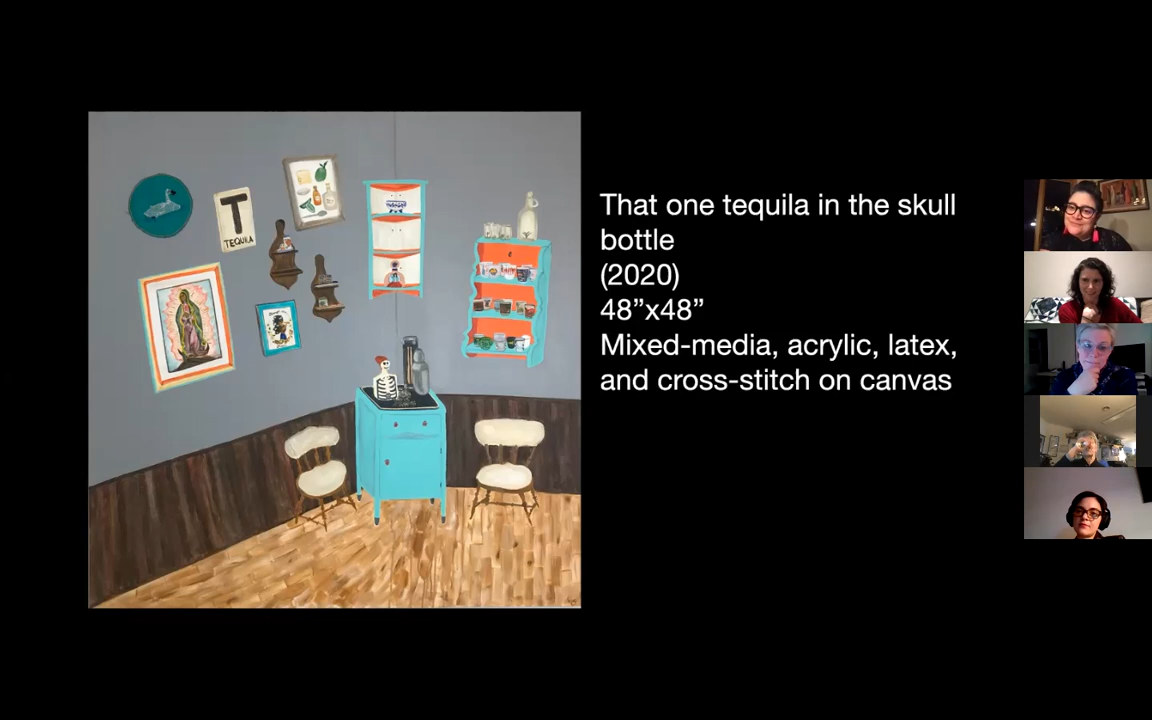 That one tequila in the skull
bottle
(2020)
48”x48”
Mixed-media, acrylic, latex,
and cross-stitch on canvas
T
TEQUILA